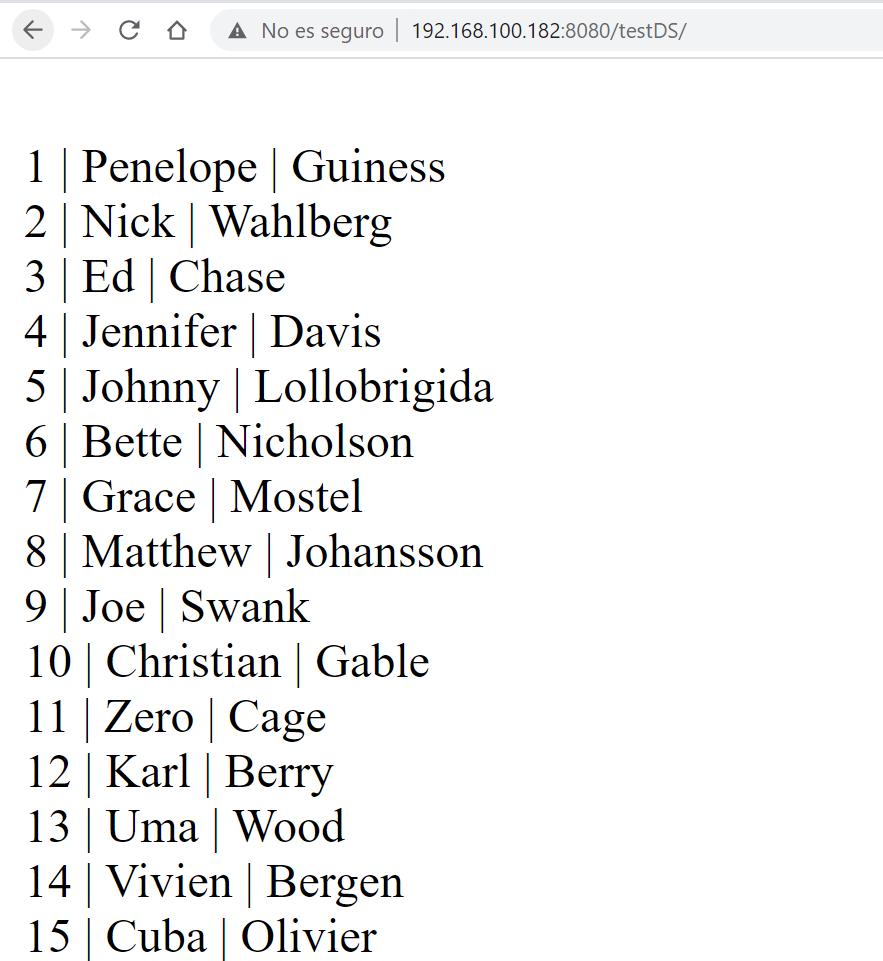 No es seguro | 192.168.100.182:8080/testDS/
1 | Penelope | Guiness
2 | Nick | Wahlberg
3 | Ed | Chase
4 | Jennifer | Davis
5 | Johnny | Lollobrigida
6 | Bette | Nicholson
7 | Grace | Mostel
8 | Matthew | Johansson
9 | Joe | Swank
10 | Christian | Gable
11 | Zero | Cage
12 | Karl | Berry
13 | Uma | Wood
14 | Vivien | Bergen
15 | Cuba | Olivier